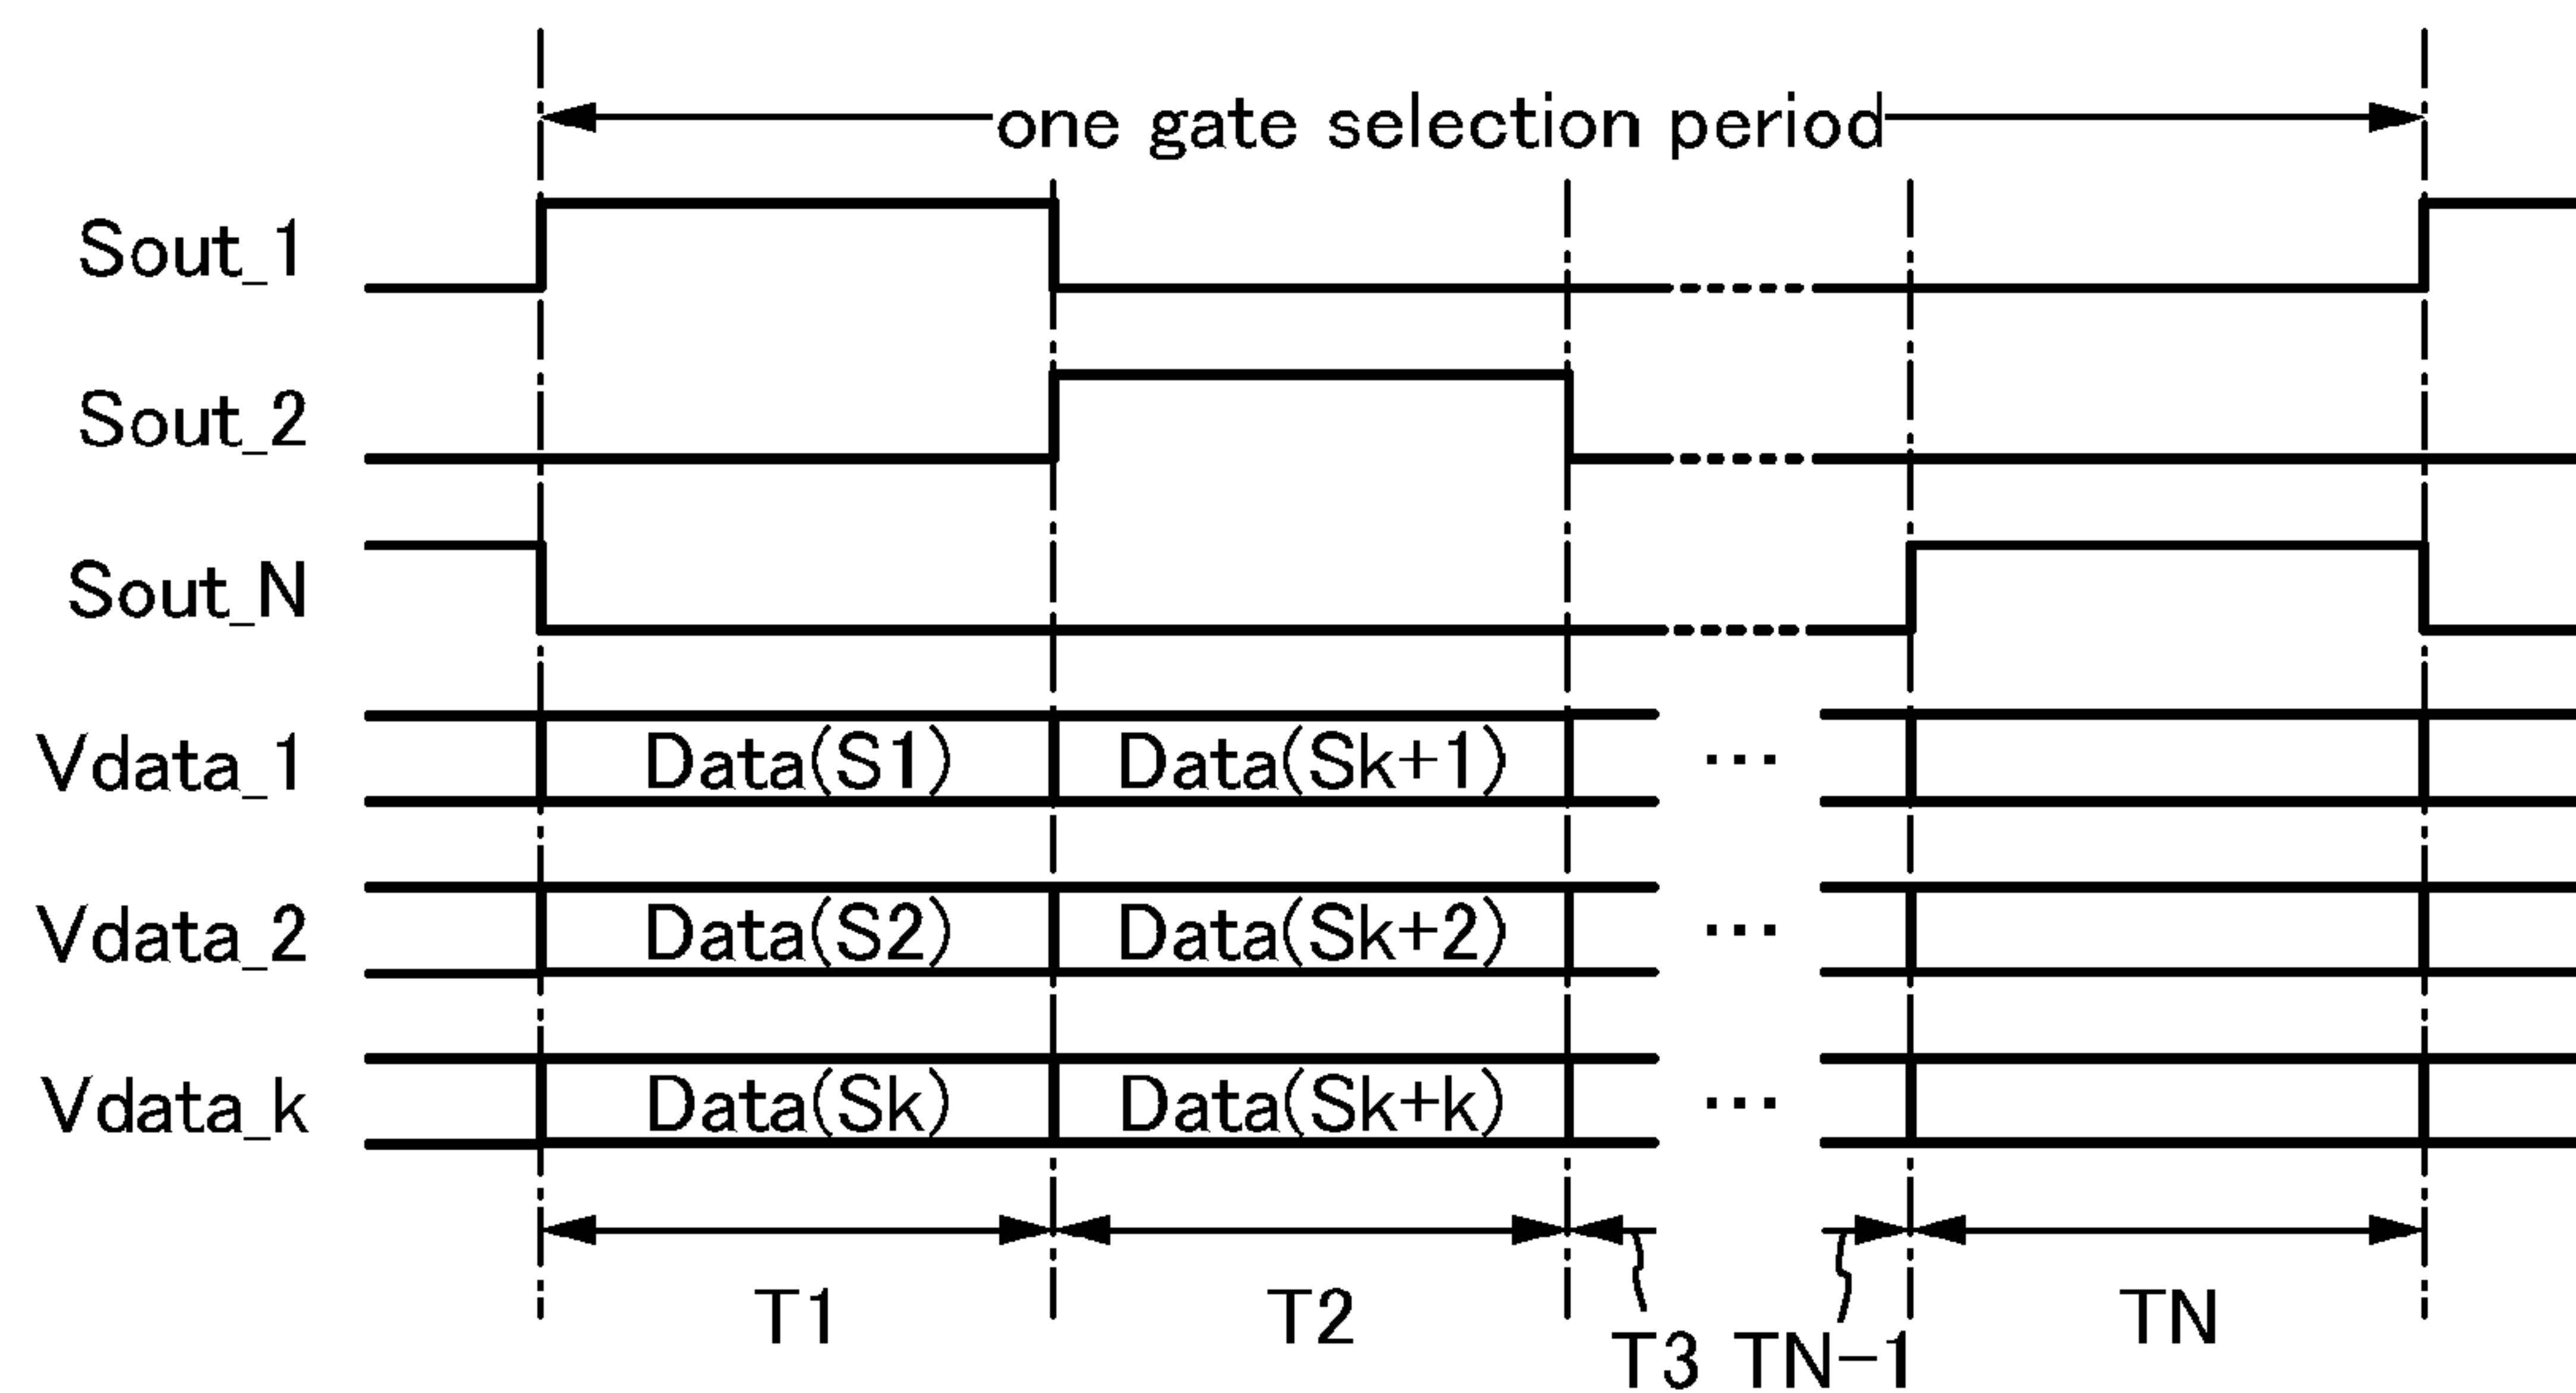 one gate selection period
Sout_1
Sout_2
Sout_N
Vdata_1 Data(S1) Data(Sk+1) ...
Vdata_2 Data(S2) Data(Sk+2) ...
Vdata_k Data(Sk) Data(Sk+k) ...
T1 T2 TN
T3 TN-1